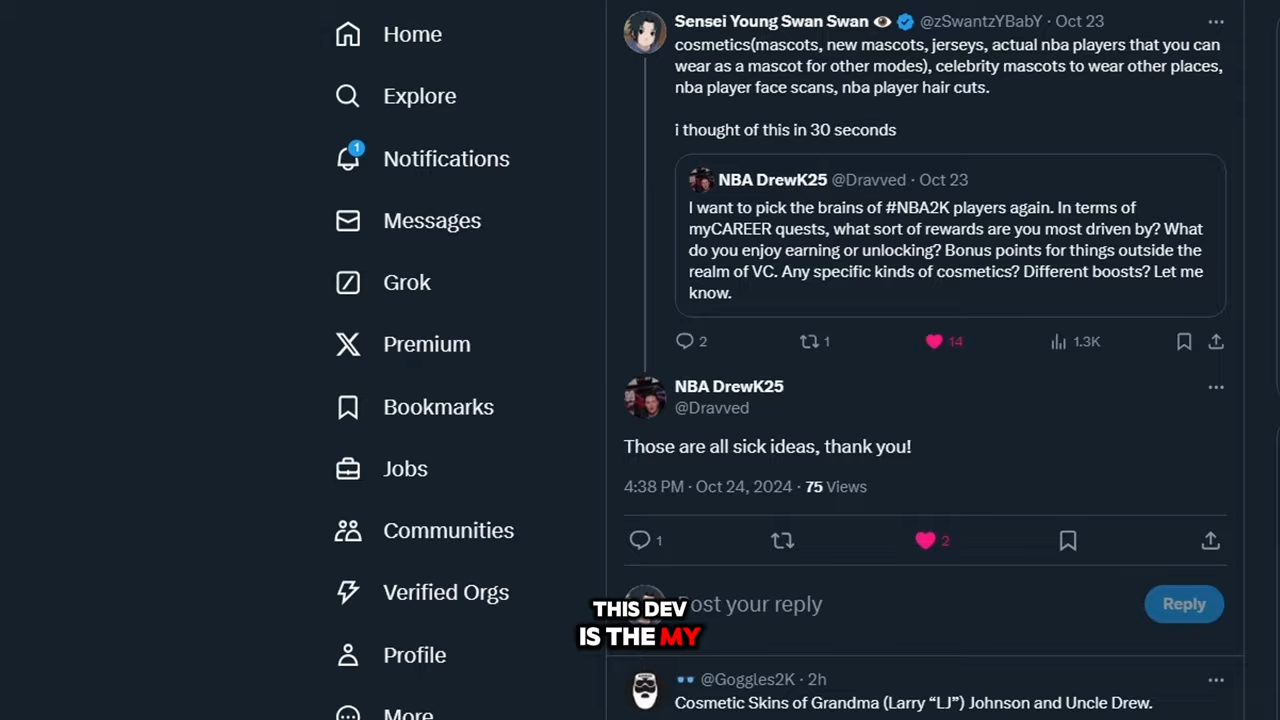 Home
Explore
1
Notifications
Messages
Grok
Premium
Bookmarks
Jobs
Communities
Verified Orgs
Profile
More
Sensei Young Swan Swan 👁️ @zSwantzYBabY · Oct 23
cosmetics(mascots, new mascots, jerseys, actual nba players that you can
wear as a mascot for other modes), celebrity mascots to wear other places,
nba player face scans, nba player hair cuts.
i thought of this in 30 seconds
NBA DrewK25 @Dravved · Oct 23
I want to pick the brains of #NBA2K players again. In terms of
myCAREER quests, what sort of rewards are you most driven by? What
do you enjoy earning or unlocking? Bonus points for things outside the
realm of VC. Any specific kinds of cosmetics? Different boosts? Let me
know.
2 1 14 1.3K
NBA DrewK25
@Dravved
Those are all sick ideas, thank you!
4:38 PM · Oct 24, 2024 · 75 Views
1 2
Post your reply
Reply
THIS DEV
IS THE MY
@Goggles2K · 2h
Cosmetic Skins of Grandma (Larry “LJ”) Johnson and Uncle Drew.